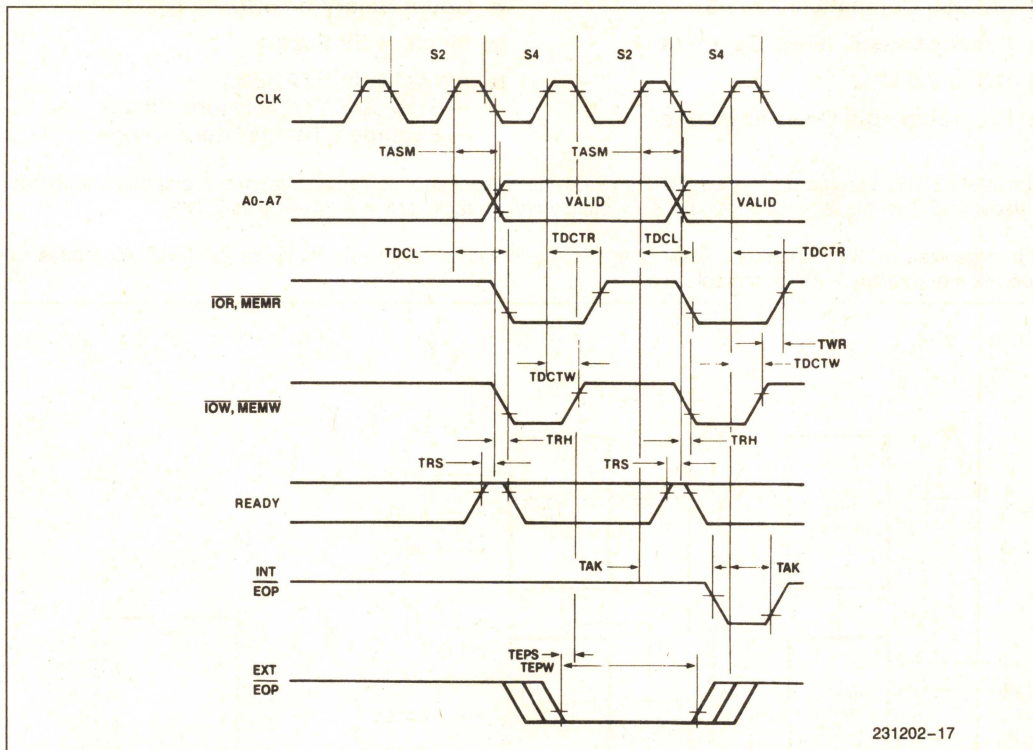 S2 S4 S2 S4
CLK
TASM TASM
A0-A7 VALID VALID
TDCL TDCTR TDCL TDCTR
IOR, MEMR
TWR
TDCTW TDCTW
IOW, MEMW
TRH TRH
TRS TRS
READY
INT TAK TAK
EOP
TEPS
EXT TEPW
EOP
231202-17